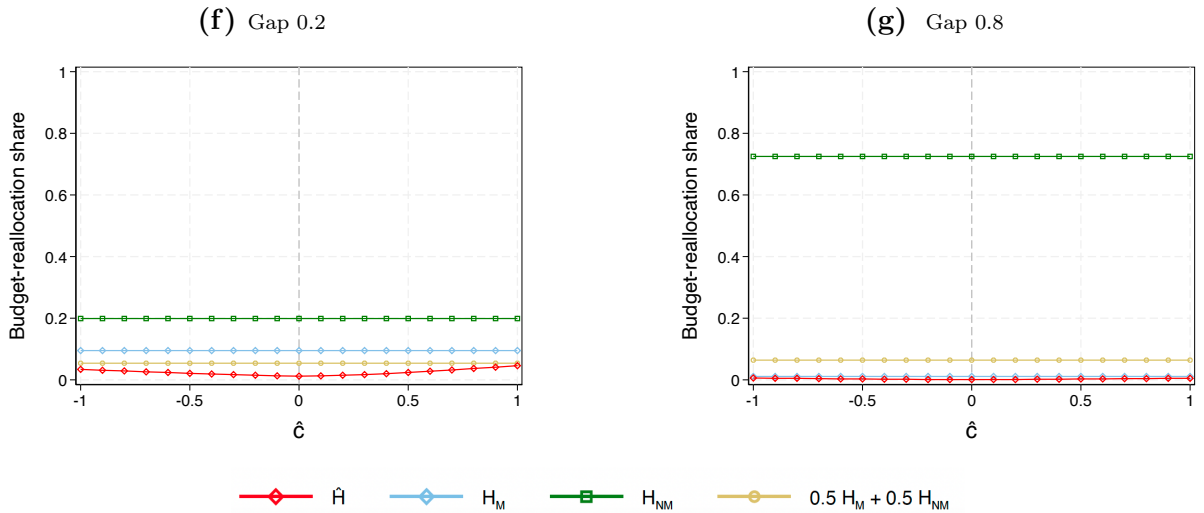 (f) Gap 0.2
(g) Gap 0.8
Budget-reallocation share
1
0.8
0.6
0.4
0.2
0
-1
-0.5
0
0.5
1
ĉ
Budget-reallocation share
1
0.8
0.6
0.4
0.2
0
-1
-0.5
0
0.5
1
ĉ
Ĥ
H_M
H_NM
0.5 H_M + 0.5 H_NM